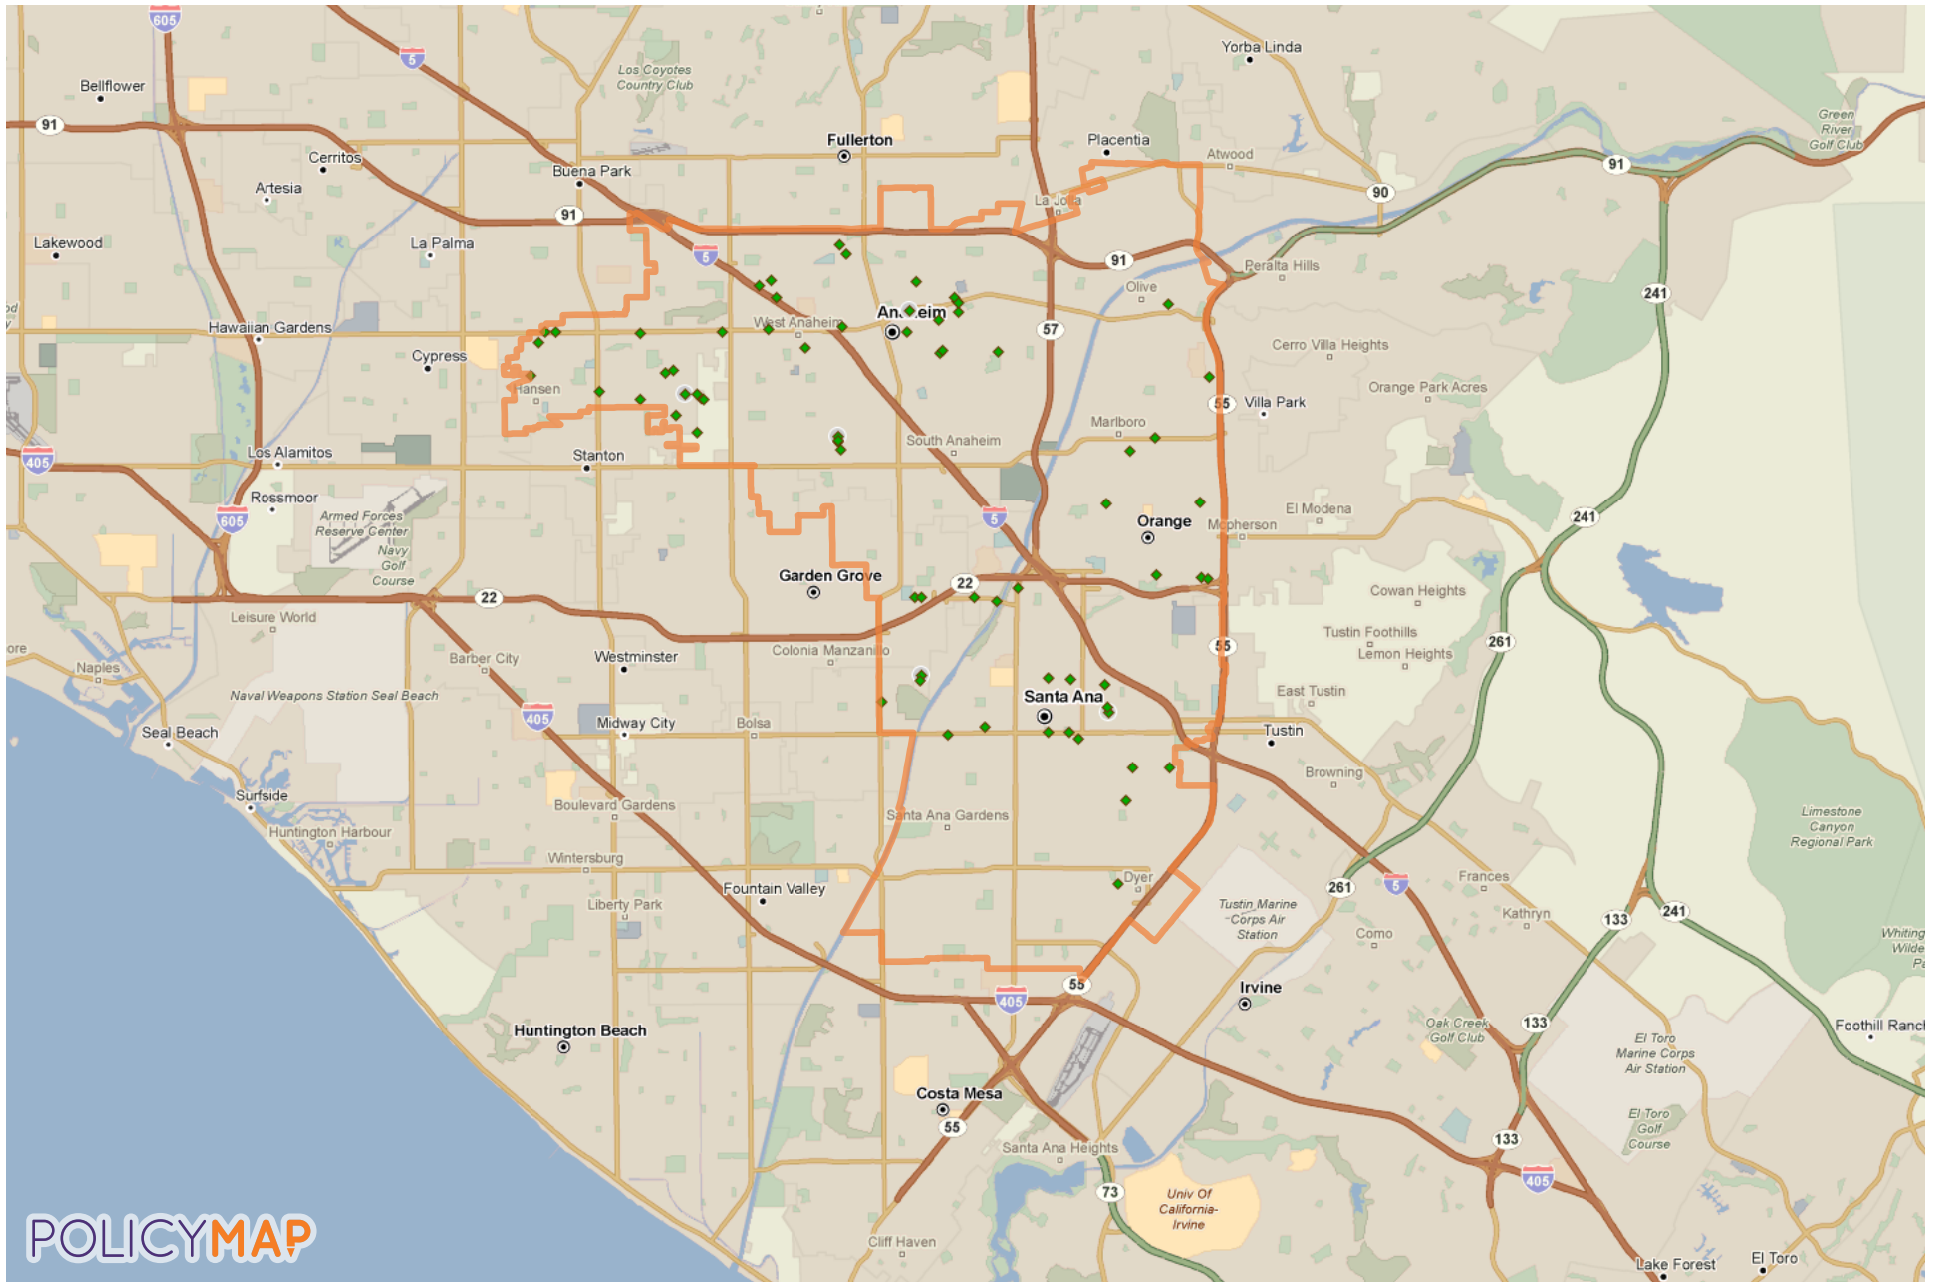 605
5
Yorba Linda
Los Coyotes
Country Club
Bellflower
91
Green
River
Golf Club
Fullerton
Placentia
Cerritos
Atwood
91
Buena Park
90
Artesia
La Jolla
91
Lakewood
La Palma
5
91
Peralta Hills
Olive
241
West Anaheim
Anaheim
Hawaiian Gardens
57
Cypress
Cerro Villa Heights
Hansen
Orange Park Acres
55
Villa Park
Marlboro
South Anaheim
405
Los Alamitos
Stanton
Rossmoor
605
Armed Forces
Reserve Center
5
El Modena
241
Orange
Mcpherson
Navy
Golf
Course
Garden Grove
22
22
Cowan Heights
Leisure World
Tustin Foothills
261
55
ore
Colonia Manzanillo
Lemon Heights
Naples
Barber City
Westminster
Naval Weapons Station Seal Beach
Santa Ana
East Tustin
405
Midway City
Bolsa
Seal Beach
Tustin
Browning
Surfside
Boulevard Gardens
Santa Ana Gardens
Limestone
Canyon
Regional Park
Huntington Harbour
Wintersburg
Dyer
Fountain Valley
261
5
Frances
Liberty Park
Tustin Marine
Corps Air
Station
Kathryn
133
241
Como
Whiting
Wilde
Pa
55
Irvine
405
Huntington Beach
Oak Creek
Golf Club
133
Foothill Ranch
El Toro
Marine Corps
Air Station
Costa Mesa
55
El Toro
Golf
Course
133
Santa Ana Heights
405
73
Univ Of
California-
Irvine
POLICYMAP
Cliff Haven
Lake Forest
El Toro